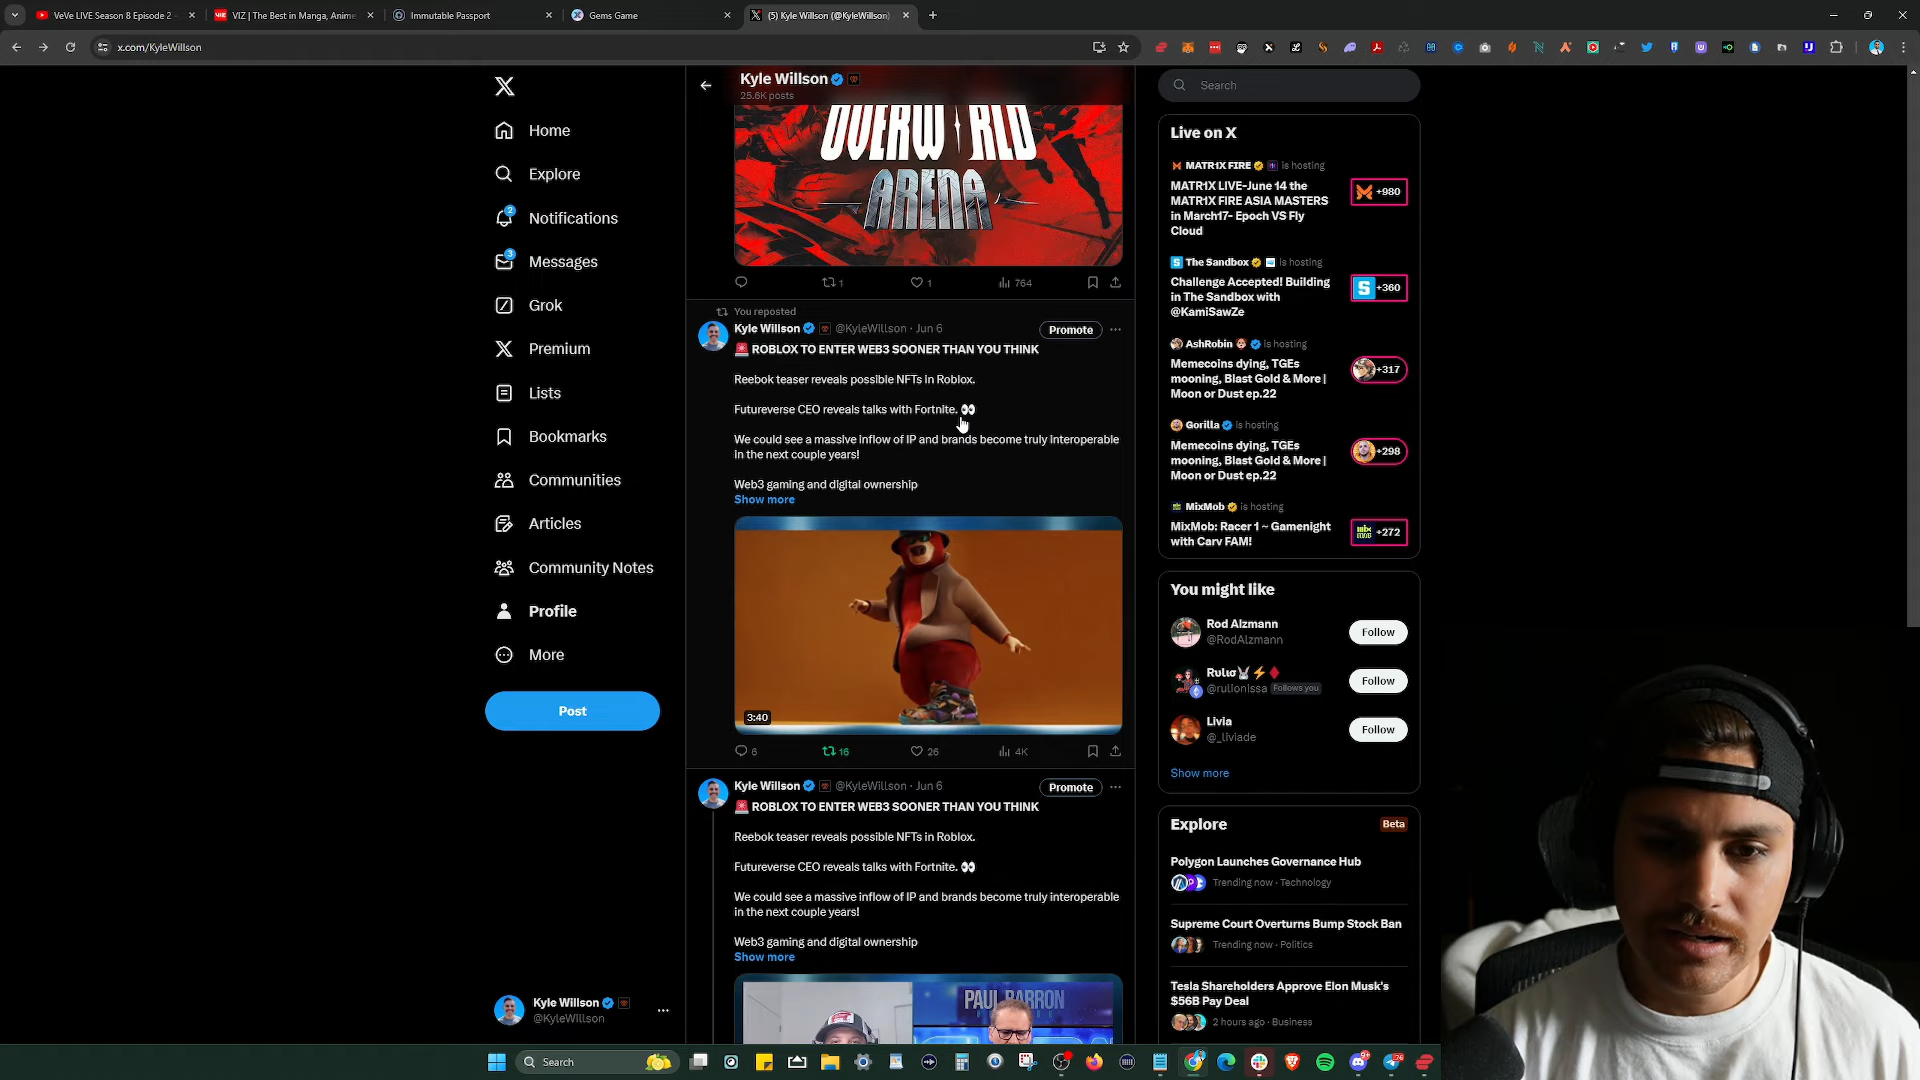 VeVe LIVE Season 8 Episode 2 -
VIZ | The Best in Manga, Anime
Immutable Passport
Gems Game
(5) Kyle Willson (@KyleWillson)
x.com/KyleWillson
Home
Explore
2
Notifications
3
Messages
Grok
Premium
Lists
Bookmarks
Communities
Articles
Community Notes
Profile
More
Post
Kyle Willson
@KyleWillson
Kyle Willson
25.6K posts
OVERWORLD
ARENA
1
1
764
You reposted
Kyle Willson @KyleWillson · Jun 6
Promote
🚨 ROBLOX TO ENTER WEB3 SOONER THAN YOU THINK
Reebok teaser reveals possible NFTs in Roblox.
Futureverse CEO reveals talks with Fortnite. 👀
We could see a massive inflow of IP and brands become truly interoperable
in the next couple years!
Web3 gaming and digital ownership
Show more
3:40
6
16
26
4K
Kyle Willson @KyleWillson · Jun 6
Promote
🚨 ROBLOX TO ENTER WEB3 SOONER THAN YOU THINK
Reebok teaser reveals possible NFTs in Roblox.
Futureverse CEO reveals talks with Fortnite. 👀
We could see a massive inflow of IP and brands become truly interoperable
in the next couple years!
Web3 gaming and digital ownership
Show more
PAUL BARRON
Search
Live on X
MATR1X FIRE is hosting
MATR1X LIVE-June 14 the
MATR1X FIRE ASIA MASTERS
in March17- Epoch VS Fly
Cloud
+980
The Sandbox is hosting
Challenge Accepted! Building
in The Sandbox with
@KamiSawZe
+360
AshRobin is hosting
Memecoins dying, TGEs
mooning, Blast Gold & More |
Moon or Dust ep.22
+317
Gorilla is hosting
Memecoins dying, TGEs
mooning, Blast Gold & More |
Moon or Dust ep.22
+298
MixMob is hosting
MixMob: Racer 1 ~ Gamenight
with Carv FAM!
+272
You might like
Rod Alzmann
@RodAlzmann
Follow
Rulισ
@rulionissa Follows you
Follow
Livia
@_liviade
Follow
Show more
Explore
Beta
Polygon Launches Governance Hub
Trending now · Technology
Supreme Court Overturns Bump Stock Ban
Trending now · Politics
Tesla Shareholders Approve Elon Musk's
$56B Pay Deal
2 hours ago · Business
Search